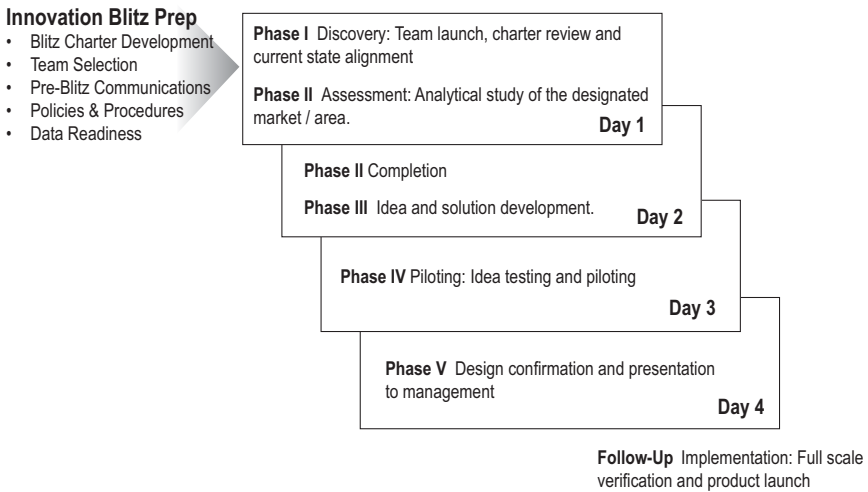 Innovation Blitz Prep
• Blitz Charter Development
• Team Selection
• Pre-Blitz Communications
• Policies & Procedures
• Data Readiness
Phase I Discovery: Team launch, charter review and
current state alignment
Phase II Assessment: Analytical study of the designated
market / area.
Day 1
Phase II Completion
Phase III Idea and solution development.
Day 2
Phase IV Piloting: Idea testing and piloting
Day 3
Phase V Design confirmation and presentation
to management
Day 4
Follow-Up Implementation: Full scale
verification and product launch